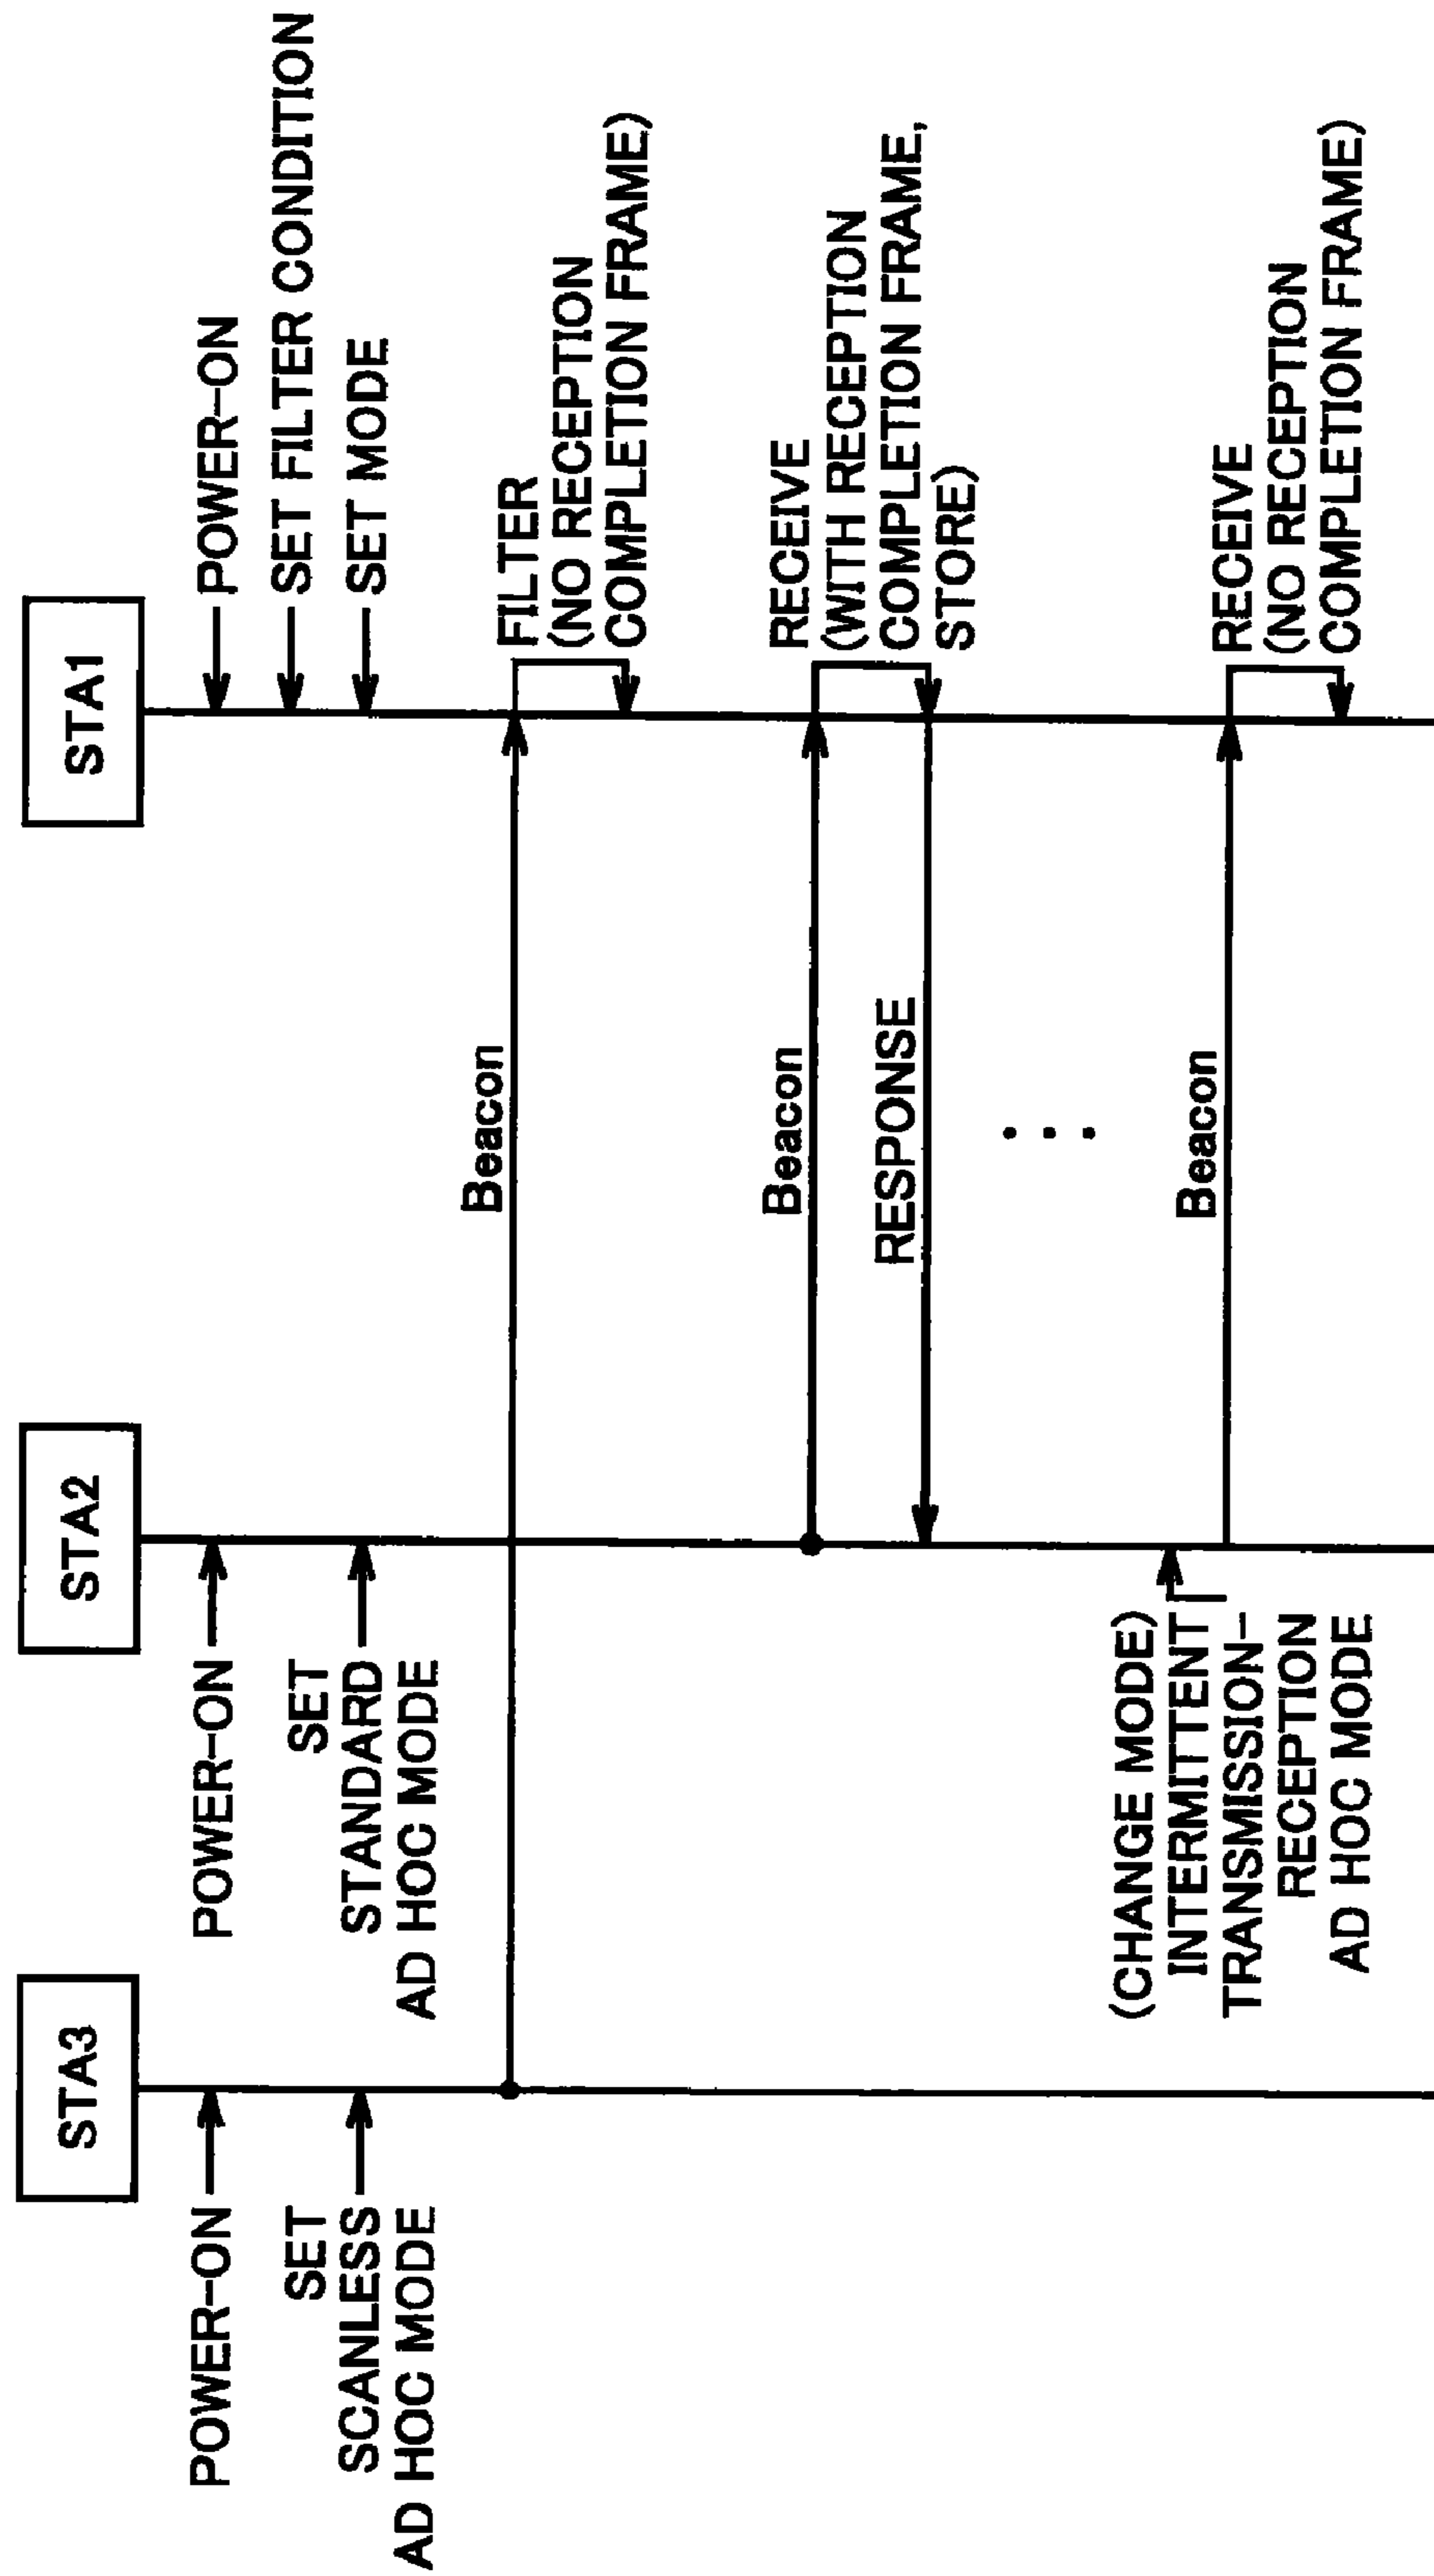 STA3
STA2
STA1
POWER-ON
POWER-ON
POWER-ON
SET FILTER CONDITION
SET
SCANLESS
AD HOC MODE
SET
STANDARD
AD HOC MODE
SET MODE
Beacon
FILTER
(NO RECEPTION
COMPLETION FRAME)
Beacon
RECEIVE
(WITH RECEPTION
COMPLETION FRAME,
STORE)
RESPONSE
(CHANGE MODE)
INTERMITTENT
TRANSMISSION-
RECEPTION
AD HOC MODE
Beacon
RECEIVE
(NO RECEPTION
COMPLETION FRAME)